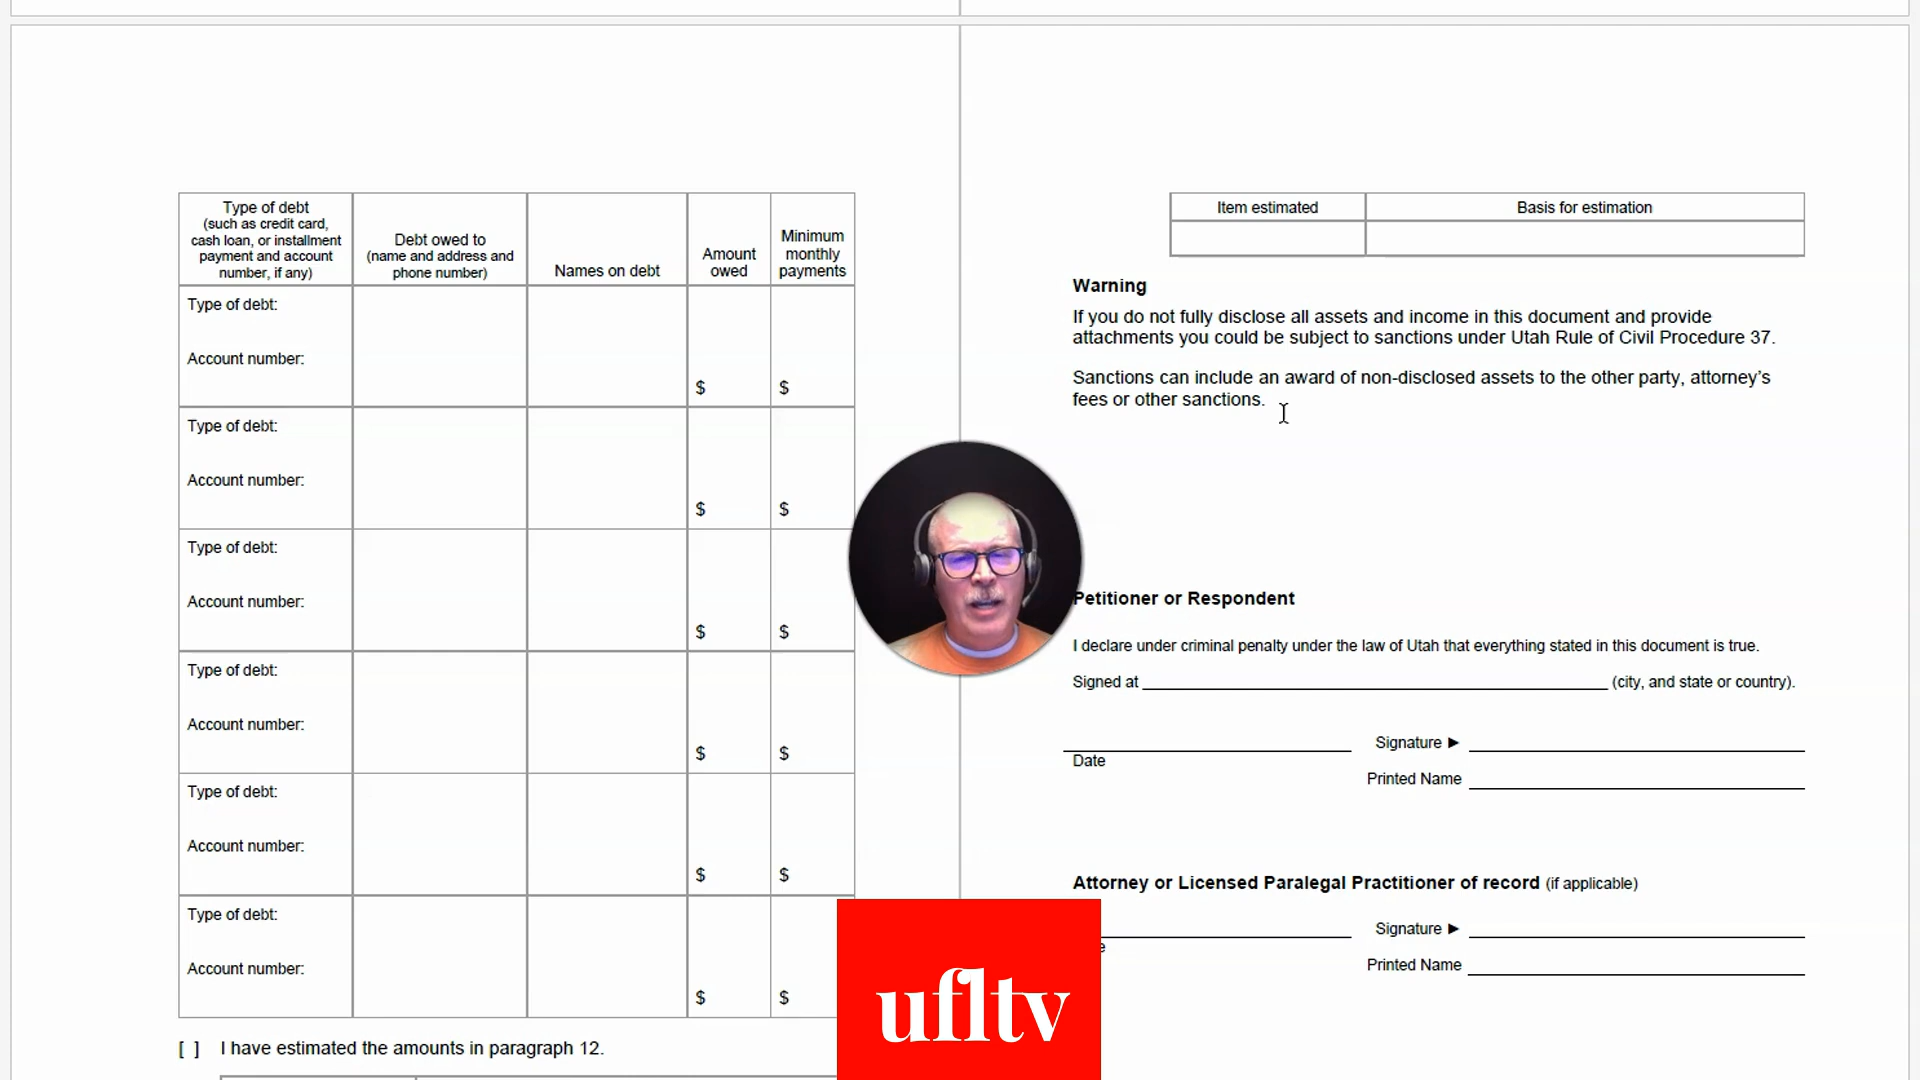 Type of debt
(such as credit card,
cash loan, or installment
payment and account
number, if any)
Debt owed to
(name and address and
phone number)
Names on debt
Amount
owed
Minimum
monthly
payments
Type of debt:
Account number:
$ $
Type of debt:
Account number:
$ $
Type of debt:
Account number:
$ $
Type of debt:
Account number:
$ $
Type of debt:
Account number:
$ $
Type of debt:
Account number:
$ $
[ ] I have estimated the amounts in paragraph 12.
Item estimated
Basis for estimation
Warning
If you do not fully disclose all assets and income in this document and provide
attachments you could be subject to sanctions under Utah Rule of Civil Procedure 37.
Sanctions can include an award of non-disclosed assets to the other party, attorney’s
fees or other sanctions.
Petitioner or Respondent
I declare under criminal penalty under the law of Utah that everything stated in this document is true.
Signed at (city, and state or country).
Signature ►
Date
Printed Name
Attorney or Licensed Paralegal Practitioner of record (if applicable)
Signature ►
e
Printed Name
ufltv